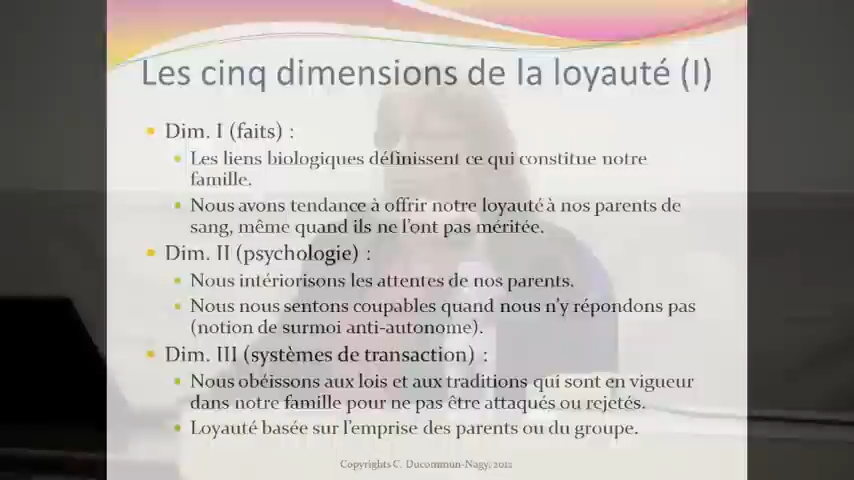 Les cinq dimensions de la loyauté (I)
Dim. I (faits) :
Les liens biologiques définissent ce qui constitue notre
famille.
Nous avons tendance à offrir notre loyauté à nos parents de
sang, même quand ils ne l'ont pas méritée.
Dim. II (psychologie) :
Nous intériorisons les attentes de nos parents.
Nous nous sentons coupables quand nous n'y répondons pas
(notion de surmoi anti-autonome).
Dim. III (systèmes de transaction) :
Nous obéissons aux lois et aux traditions qui sont en vigueur
dans notre famille pour ne pas être attaqués ou rejetés.
Loyauté basée sur l'emprise des parents ou du groupe.
Copyrights C. Ducommun-Nagy, 2012